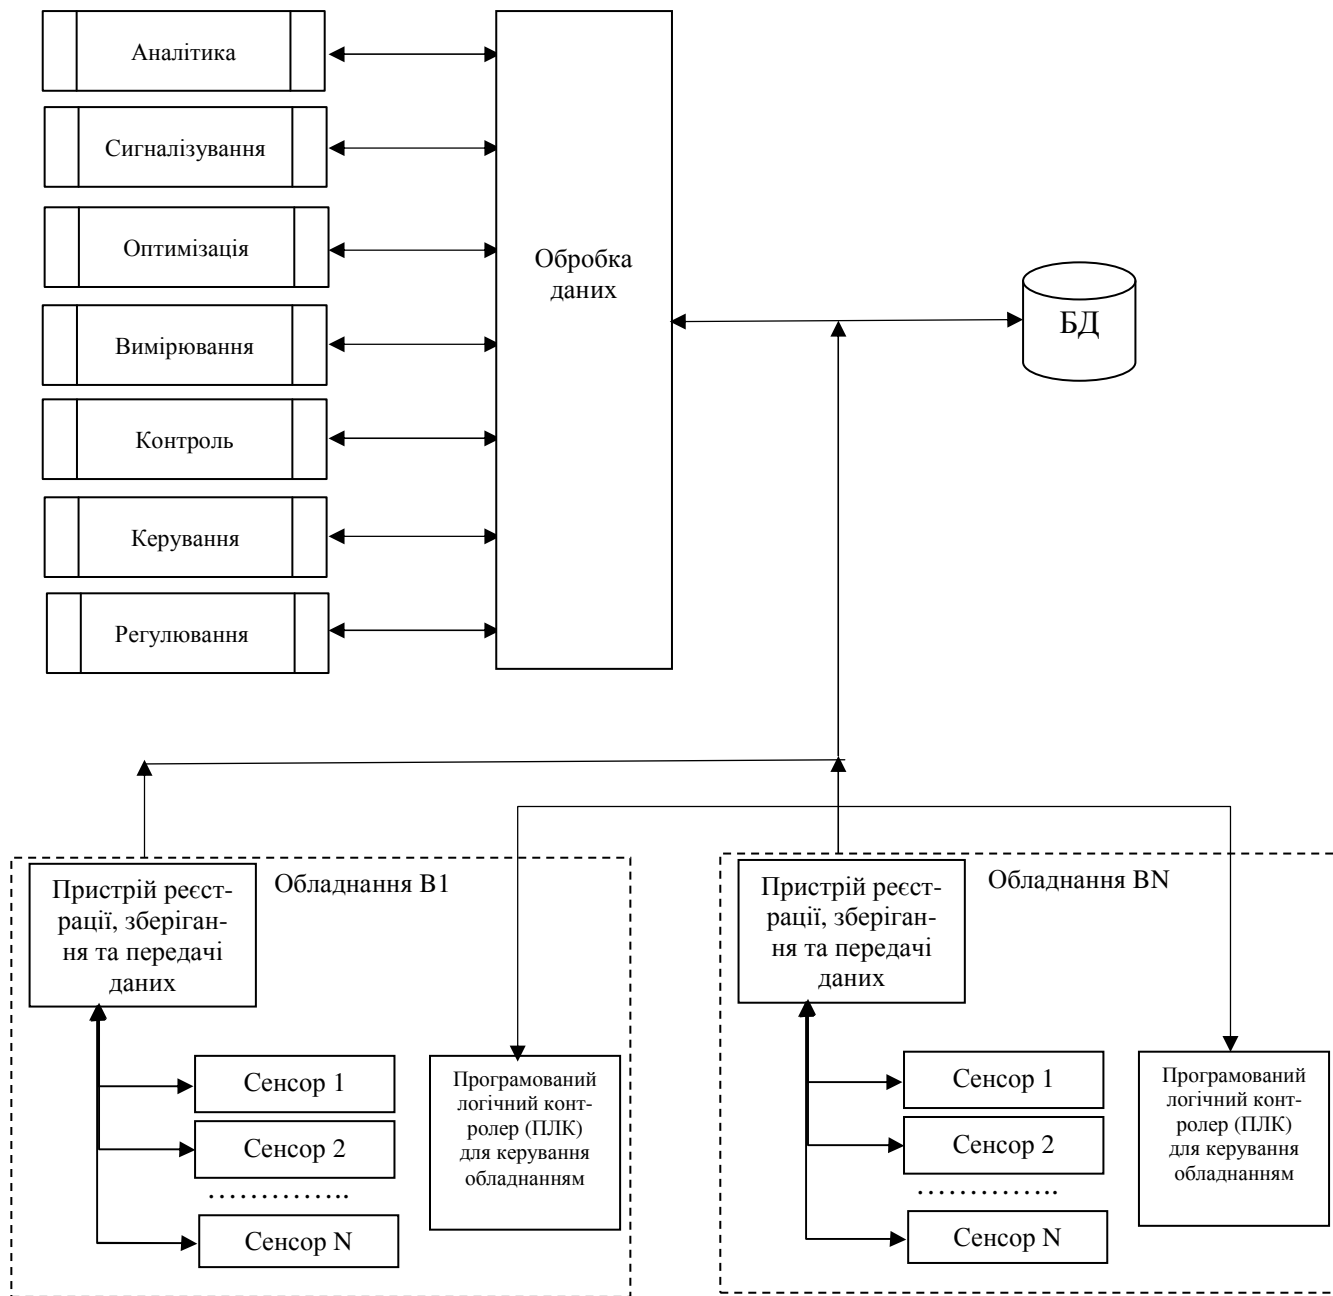 Аналітика
Сигналізування
Оптимізація
Вимірювання
Контроль
Керування
Регулювання
Обробка
даних
БД
Обладнання В1
Пристрій реєст-
рації, зберіган-
ня та передачі
даних
Сенсор 1
Сенсор 2
…………..
Сенсор N
Програмований
логічний конт-
ролер (ПЛК)
для керування
обладнанням
Обладнання BN
Пристрій реєст-
рації, зберіган-
ня та передачі
даних
Сенсор 1
Сенсор 2
…………..
Сенсор N
Програмований
логічний конт-
ролер (ПЛК)
для керування
обладнанням